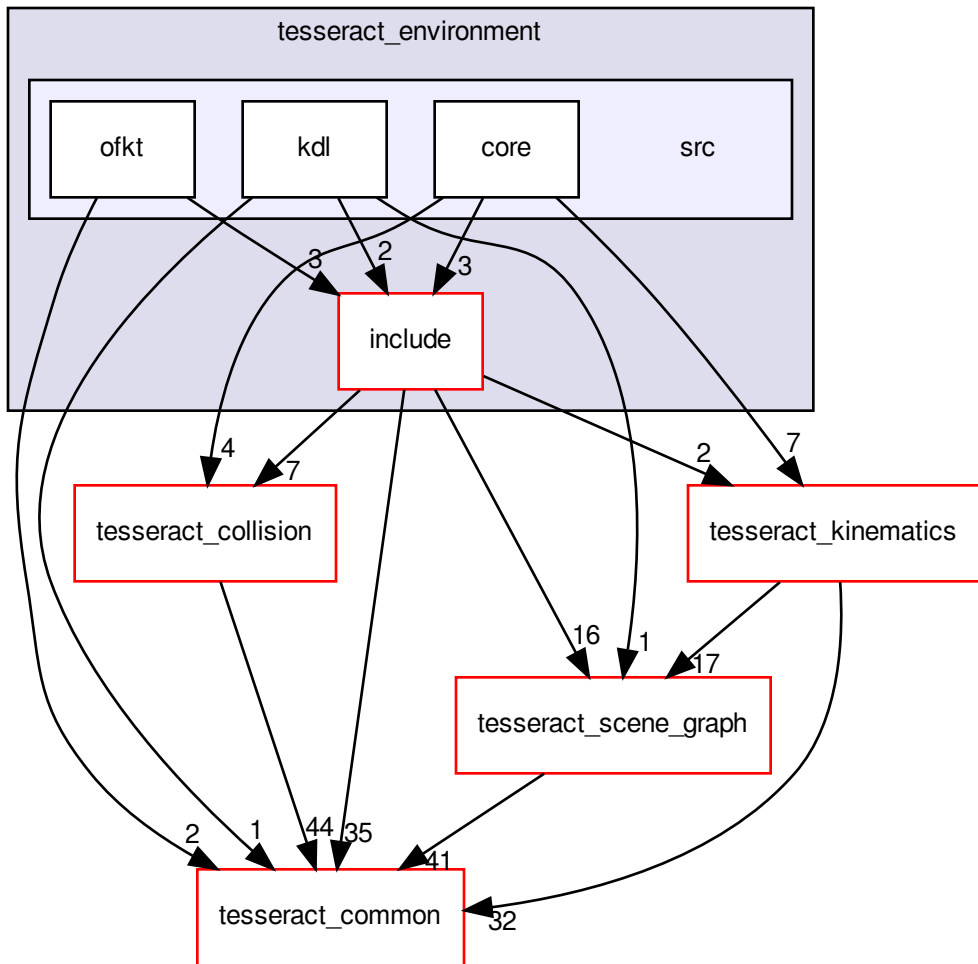 tesseract_environment
ofkt
kdl
core
src
3
2
3
include
4
7
2
7
tesseract_collision
tesseract_kinematics
16
1
17
tesseract_scene_graph
2
1
44
35
41
32
tesseract_common